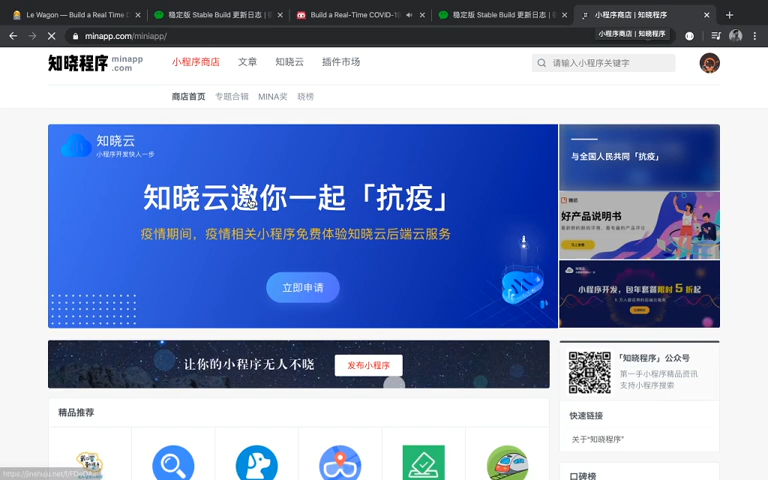 Le Wagon — Build a Real Time D
稳定版 Stable Build 更新日志 | 微
Build a Real-Time COVID-19
稳定版 Stable Build 更新日志 | 微
小程序商店 | 知晓程序
minapp.com/miniapp/
小程序商店 | 知晓程序
知晓程序 minapp .com
小程序商店 文章 知晓云 插件市场
请输入小程序关键字
商店首页 专题合辑 MINA奖 晓榜
知晓云
小程序开发快人一步
知晓云邀你一起「抗疫」
疫情期间，疫情相关小程序免费体验知晓云后端云服务
立即申请
与全国人民共同「抗疫」
好产品说明书
知晓云
小程序开发，包年套餐限时 5 折起
让你的小程序无人不晓
发布小程序
「知晓程序」公众号
第一手小程序精品资讯
支持小程序搜索
精品推荐
快速链接
关于"知晓程序"
口碑榜